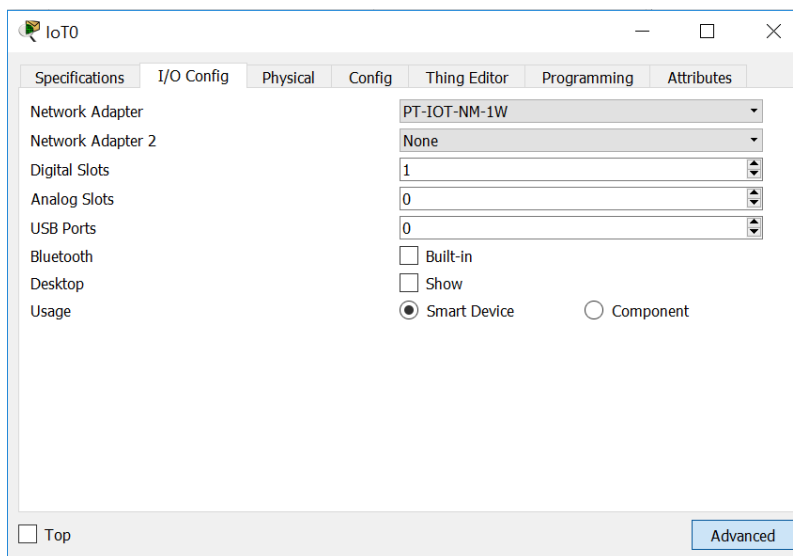 IoT0
Specifications I/O Config Physical Config Thing Editor Programming Attributes
Network Adapter PT-IOT-NM-1W
Network Adapter 2 None
Digital Slots 1
Analog Slots 0
USB Ports 0
Bluetooth Built-in
Desktop Show
Usage Smart Device Component
Top Advanced